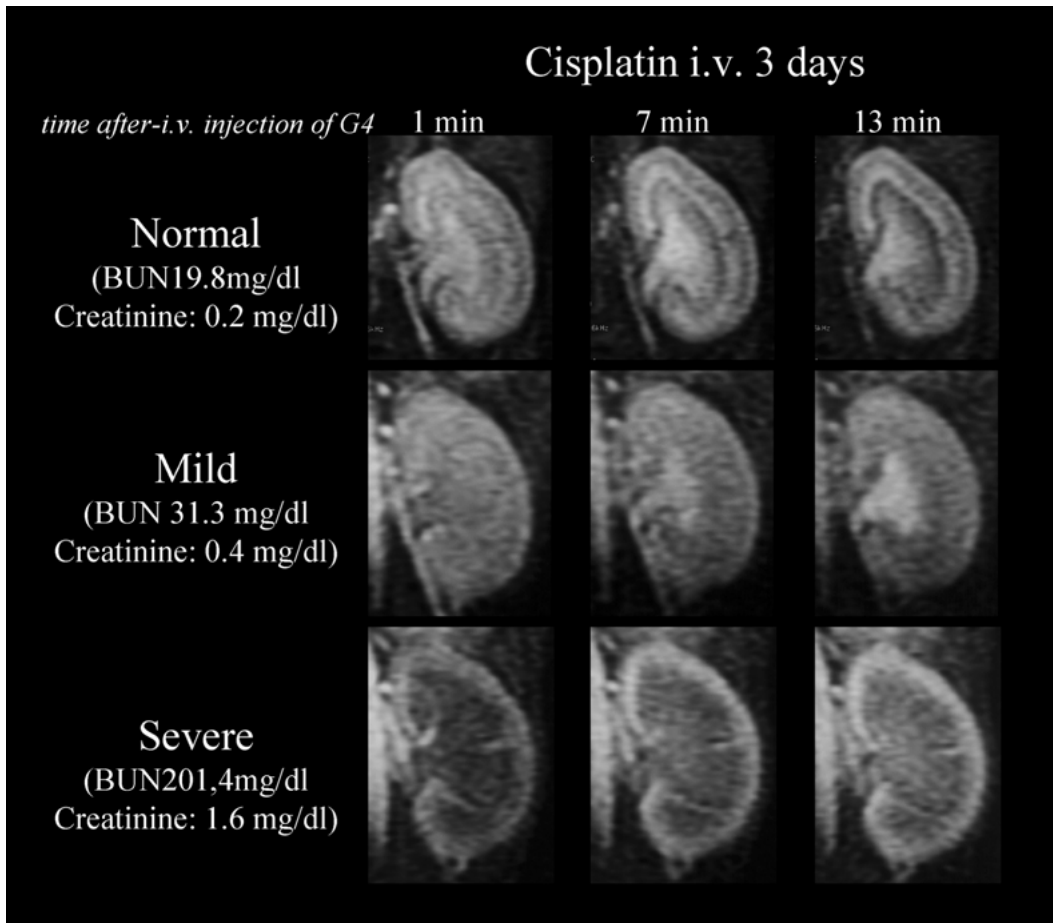 Cisplatin i.v. 3 days
time after-i.v. injection of G4 1 min 7 min 13 min
Normal
(BUN19.8mg/dl
Creatinine: 0.2 mg/dl)
Mild
(BUN 31.3 mg/dl
Creatinine: 0.4 mg/dl)
Severe
(BUN201,4mg/dl
Creatinine: 1.6 mg/dl)